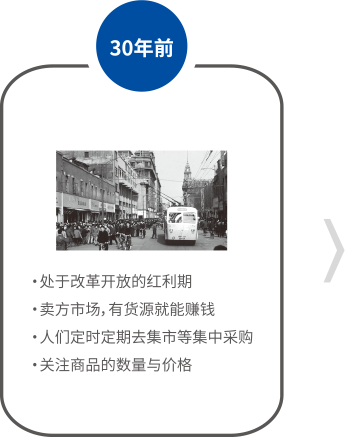 30年前
·处于改革开放的红利期
·卖方市场，有货源就能赚钱
·人们定时定期去集市等集中采购
·关注商品的数量与价格